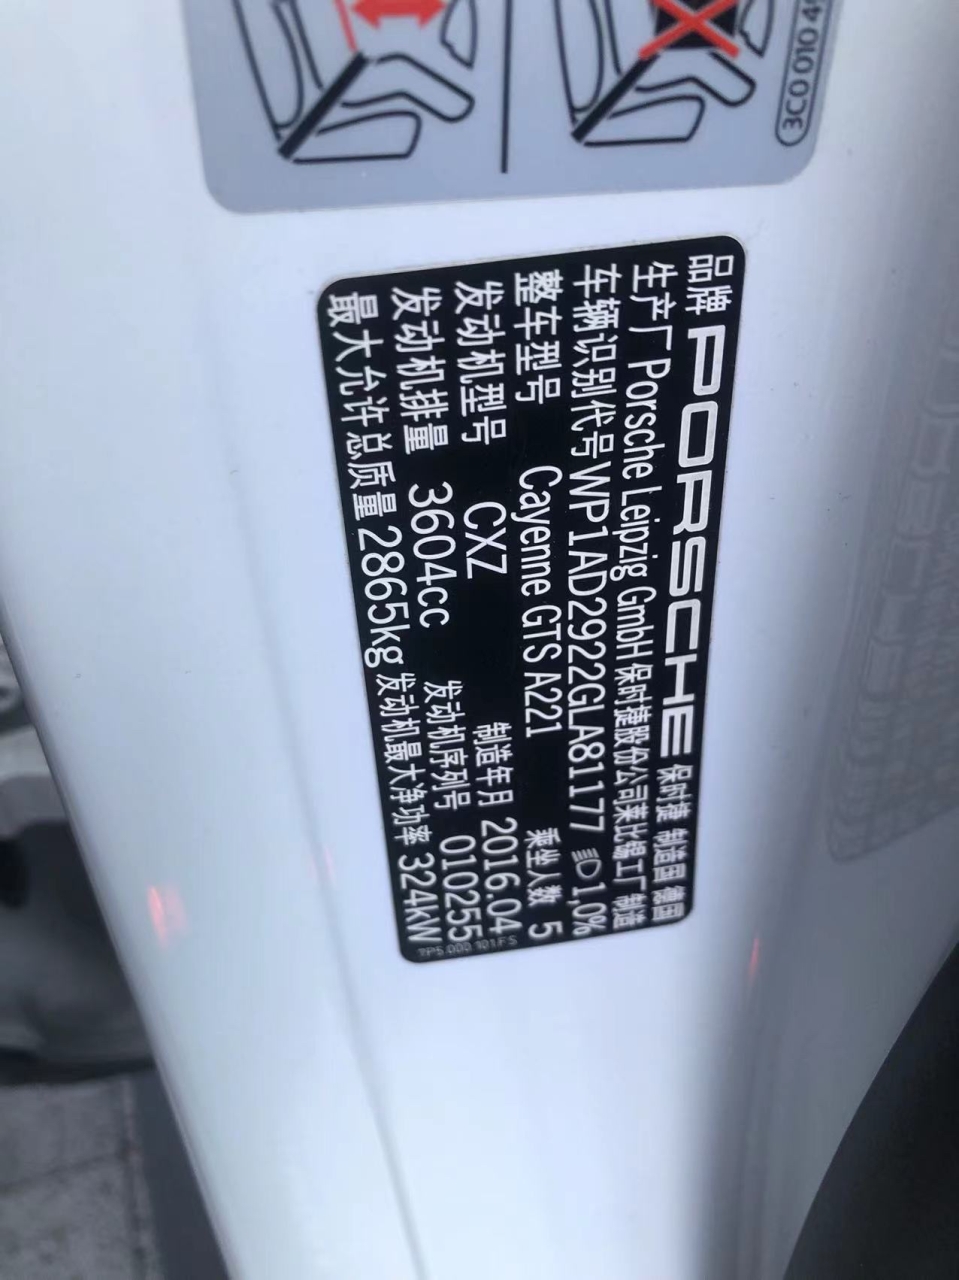 3C0 010 4
品牌 PORSCHE 保时捷 制造国 德国
生产厂 Porsche Leipzig GmbH 保时捷股份公司莱比锡工厂 制造
车辆识别代号 WP1AD2922GLA81177 1,0%
整车型号 Cayenne GTS A221 乘坐人数 5
发动机型号 CXZ 制造年月 2016.04
发动机排量 3604cc 发动机序列号 010255
最大允许总质量 2865kg 发动机最大净功率 324kW
7P5.000.101FS